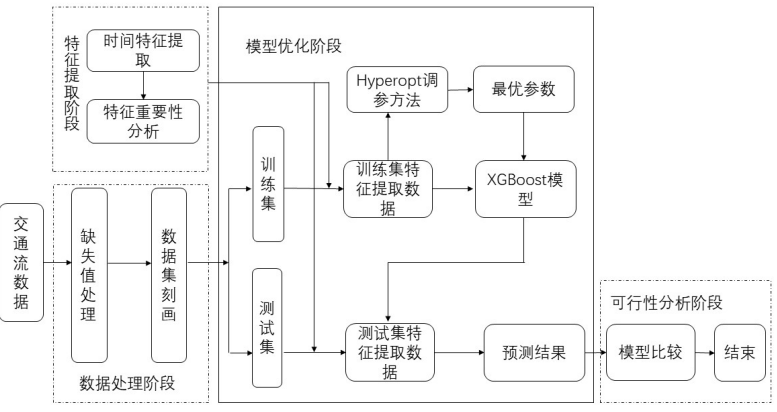 特征提取阶段
时间特征提
取
特征重要性
分析
模型优化阶段
Hyperopt调
参方法
最优参数
训练集
训练集特
征提取数
据
XGBoost模
型
交通流数据
缺失值处理
数据集刻画
数据处理阶段
测试集
测试集特
征提取数
据
预测结果
可行性分析阶段
模型比较
结束